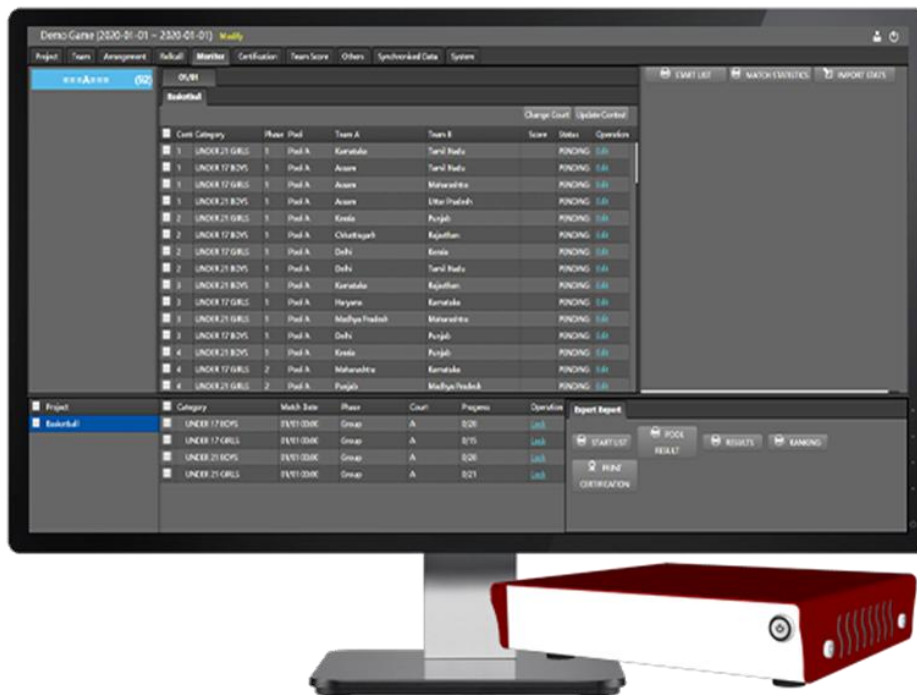 Demo Game (2020-01-01 ~ 2020-01-01) Modify
Project Team Arrangement Rollcall Monitor Certification Team Score Others Synchronised Data System
===A=== (52)
01/01
START LIST MATCH STATISTICS IMPORT STATS
Basketball
Change Court Update Control
Category Phase Pool Team A Team B Score Status Operation
1 UNDER 21 GIRLS 1 Pool A Karnataka Tamil Nadu PENDING Edit
1 UNDER 17 BOYS 1 Pool A Assam Tamil Nadu PENDING Edit
1 UNDER 17 GIRLS 1 Pool A Assam Maharashtra PENDING Edit
1 UNDER 21 BOYS 1 Pool A Assam Uttar Pradesh PENDING Edit
2 UNDER 21 GIRLS 1 Pool A Kerala Punjab PENDING Edit
2 UNDER 17 BOYS 1 Pool A Chhattisgarh Rajasthan PENDING Edit
2 UNDER 17 GIRLS 1 Pool A Delhi Kerala PENDING Edit
2 UNDER 21 BOYS 1 Pool A Delhi Tamil Nadu PENDING Edit
3 UNDER 21 BOYS 1 Pool A Karnataka Rajasthan PENDING Edit
3 UNDER 17 GIRLS 1 Pool A Haryana Karnataka PENDING Edit
3 UNDER 21 GIRLS 1 Pool A Madhya Pradesh Maharashtra PENDING Edit
3 UNDER 17 BOYS 1 Pool A Delhi Punjab PENDING Edit
4 UNDER 21 BOYS 1 Pool A Kerala Punjab PENDING Edit
4 UNDER 17 GIRLS 2 Pool A Maharashtra Karnataka PENDING Edit
4 UNDER 21 GIRLS 2 Pool A Punjab Madhya Pradesh PENDING Edit
Project
Basketball
Category Match Date Phase Court Progress Operation
UNDER 17 BOYS 01/01 00:00 Group A 0/20 Lock
UNDER 17 GIRLS 01/01 00:00 Group A 0/15 Lock
UNDER 21 BOYS 01/01 00:00 Group A 0/20 Lock
UNDER 21 GIRLS 01/01 00:00 Group A 0/21 Lock
Export Report
START LIST POOL RESULT RESULTS RANKING
PRINT CERTIFICATION